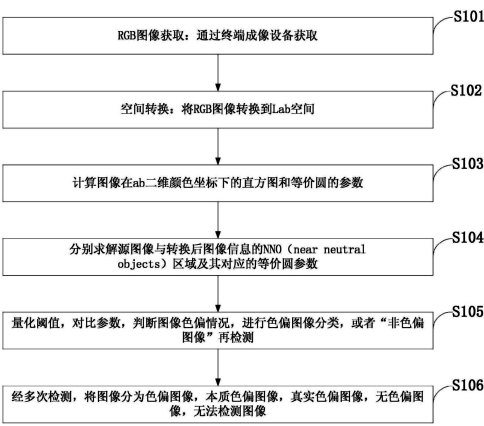 S101
RGB图像获取：通过终端成像设备获取
S102
空间转换：将RGB图像转换到Lab空间
S103
计算图像在ab二维颜色坐标下的直方图和等价圆的参数
S104
分别求解源图像与转换后图像信息的NNO（near neutral
objects）区域及其对应的等价圆参数
S105
量化阈值，对比参数，判断图像色偏情况，进行色偏图像分类，或者“非色偏
图像”再检测
S106
经多次检测，将图像分为色偏图像，本质色偏图像，真实色偏图像，无色偏图
像，无法检测图像